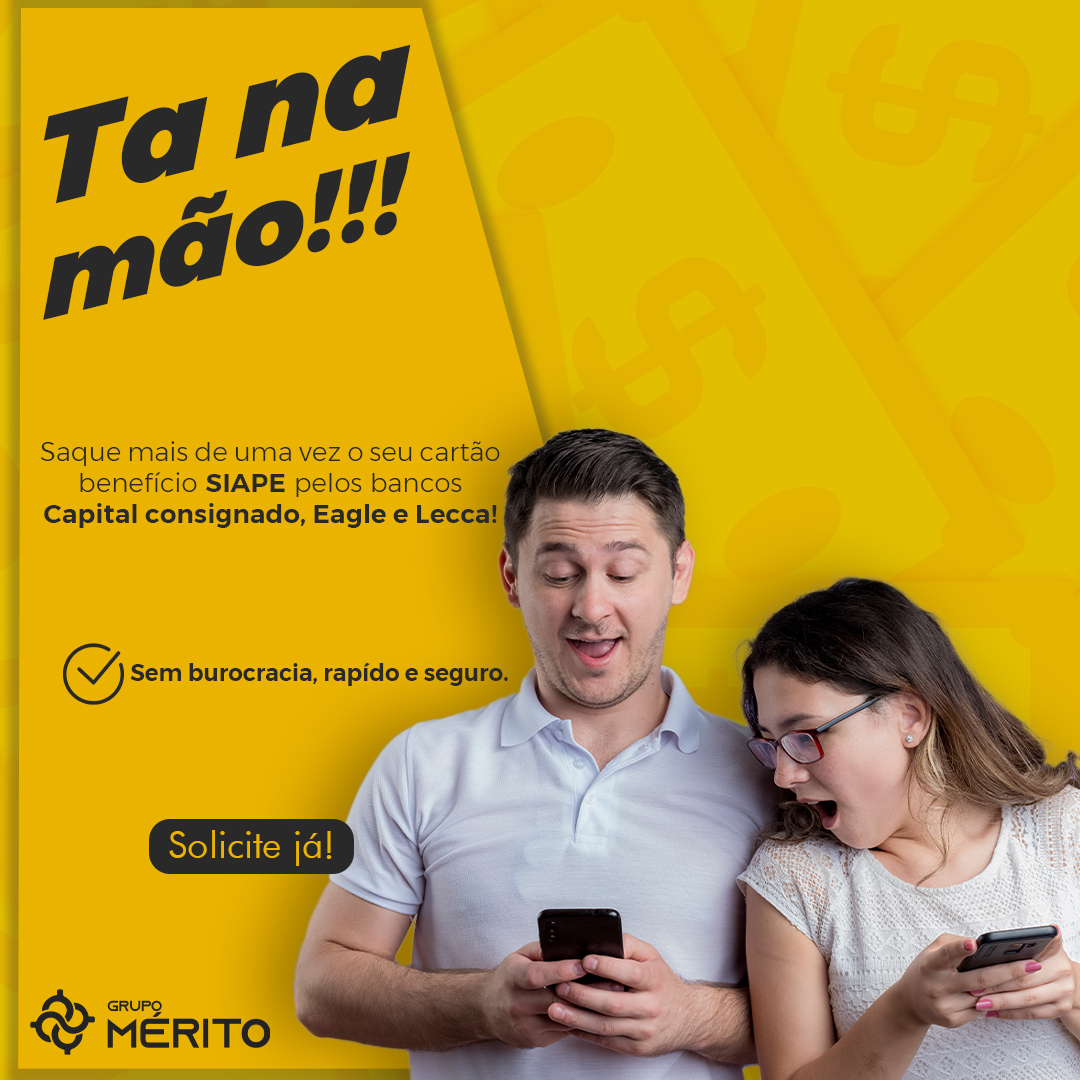 Ta na
mão!!!
Saque mais de uma vez o seu cartão
benefício SIAPE pelos bancos
Capital consignado, Eagle e Lecca!
Sem burocracia, rapído e seguro.
Solicite já!
GRUPO
MÉRITO